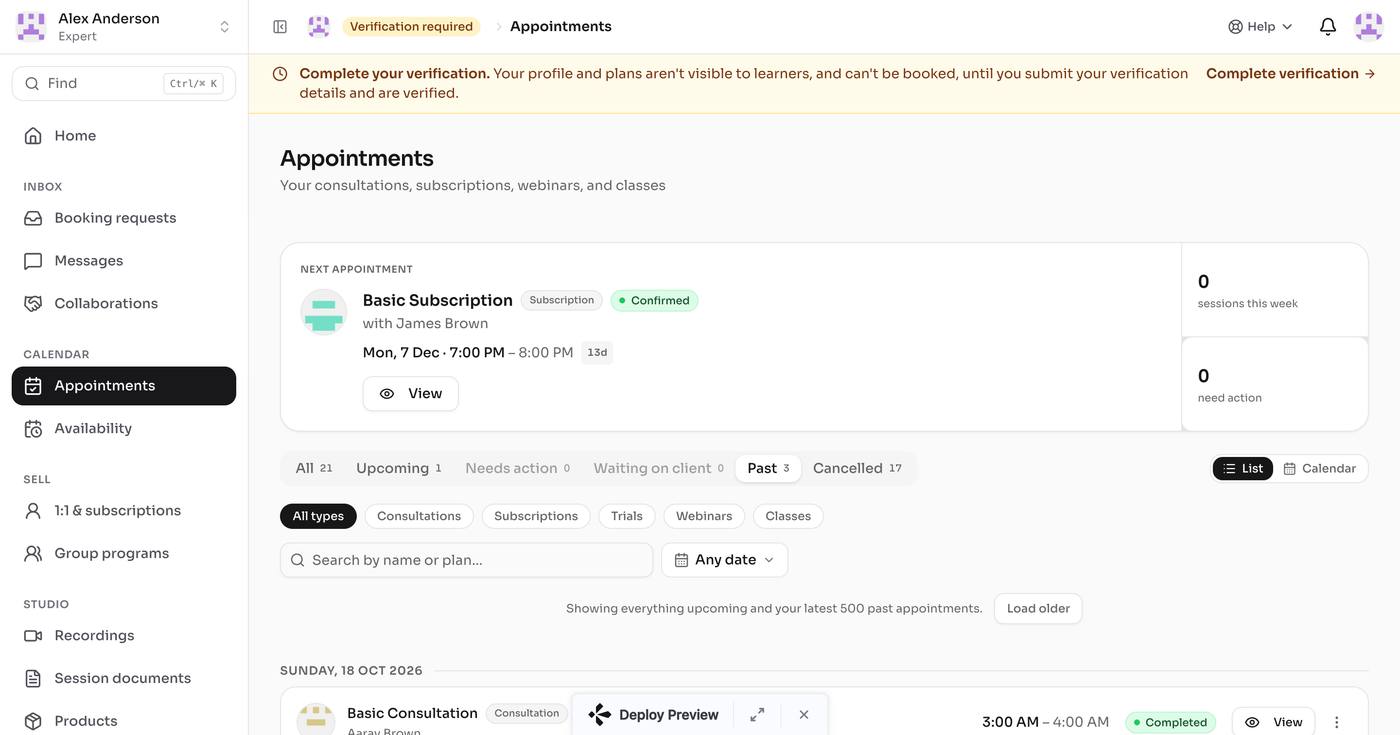 Alex Anderson
Expert
Verification required
Appointments
Help
Find
Ctrl/⌘ K
Complete your verification. Your profile and plans aren't visible to learners, and can't be booked, until you submit your verification
details and are verified.
Complete verification →
Home
INBOX
Booking requests
Messages
Collaborations
CALENDAR
Appointments
Availability
SELL
1:1 & subscriptions
Group programs
STUDIO
Recordings
Session documents
Products
Appointments
Your consultations, subscriptions, webinars, and classes
NEXT APPOINTMENT
Basic Subscription
Subscription
Confirmed
with James Brown
Mon, 7 Dec · 7:00 PM – 8:00 PM
13d
View
0
sessions this week
0
need action
All 21
Upcoming 1
Needs action 0
Waiting on client 0
Past 3
Cancelled 17
List
Calendar
All types
Consultations
Subscriptions
Trials
Webinars
Classes
Search by name or plan...
Any date
Showing everything upcoming and your latest 500 past appointments.
Load older
SUNDAY, 18 OCT 2026
Basic Consultation
Consultation
Aarav Brown
3:00 AM – 4:00 AM
Completed
View
Deploy Preview